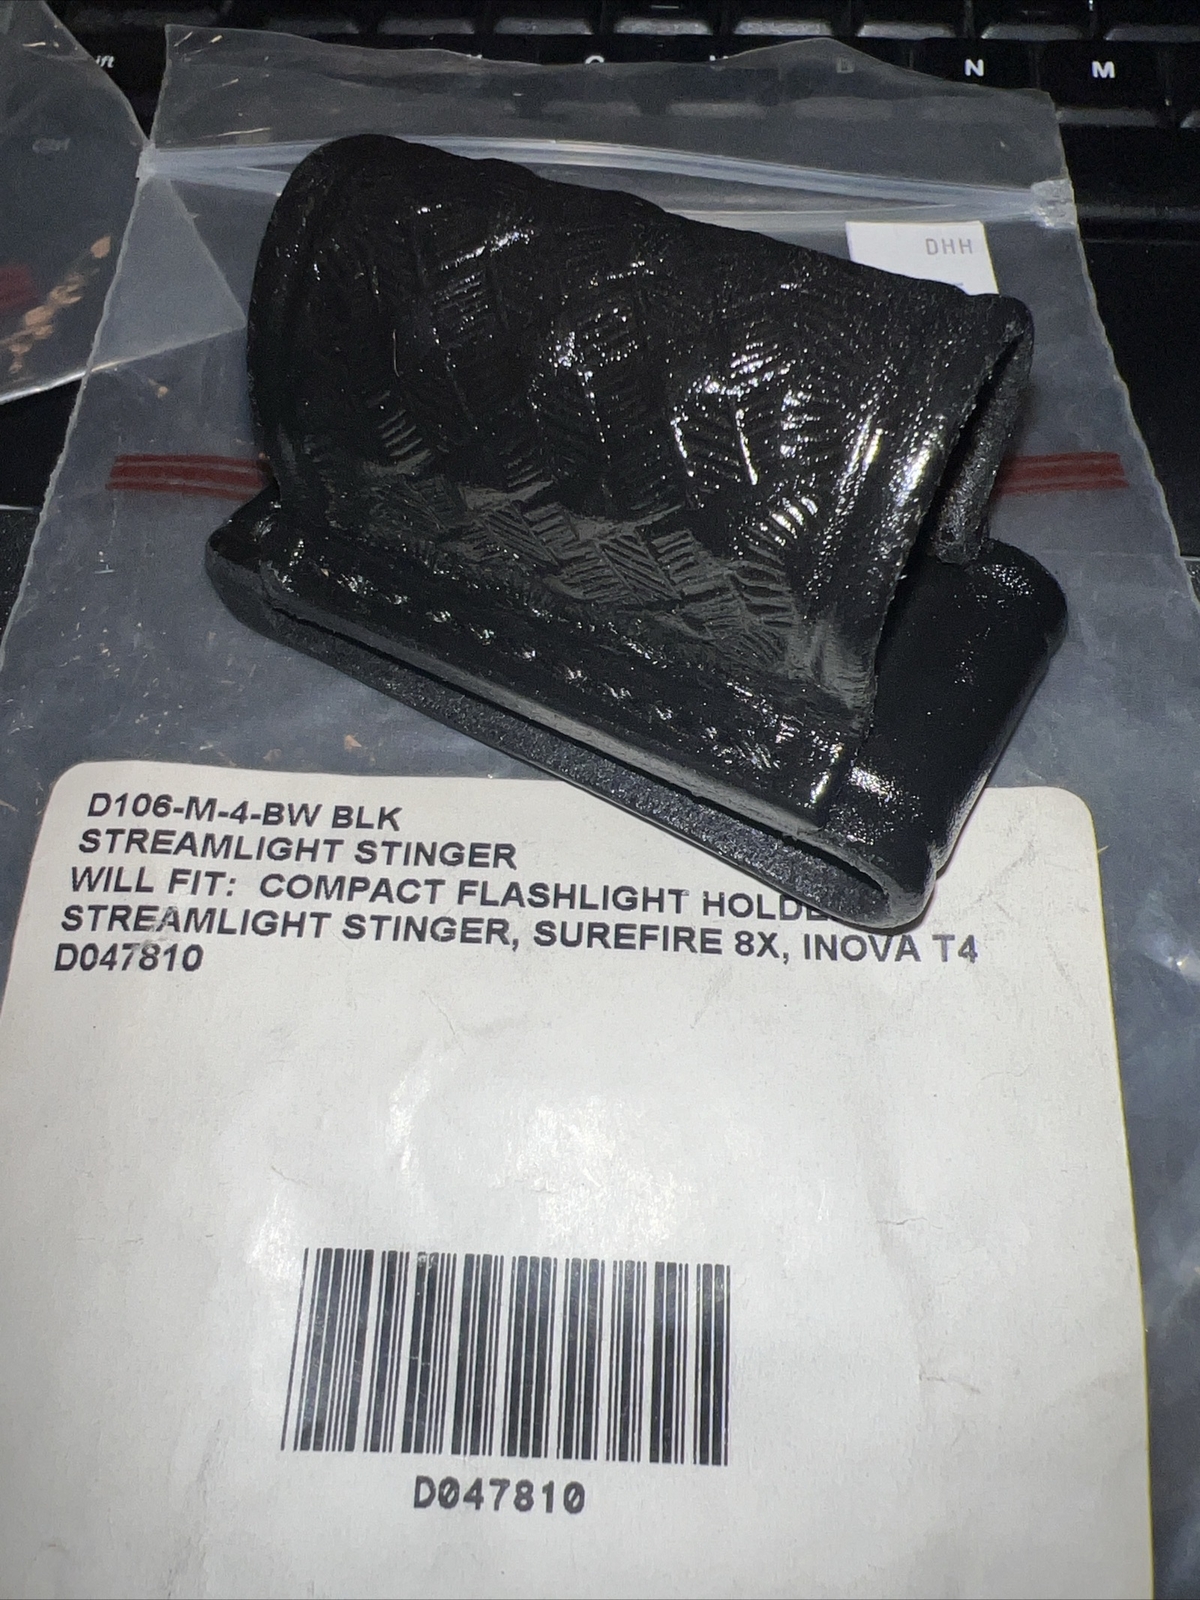 N
M
DHH
D106-M-4-BW BLK
STREAMLIGHT STINGER
WILL FIT: COMPACT FLASHLIGHT
STREAMLIGHT STINGER, SUREFIRE 8X, INOVA T4
D047810
D047810